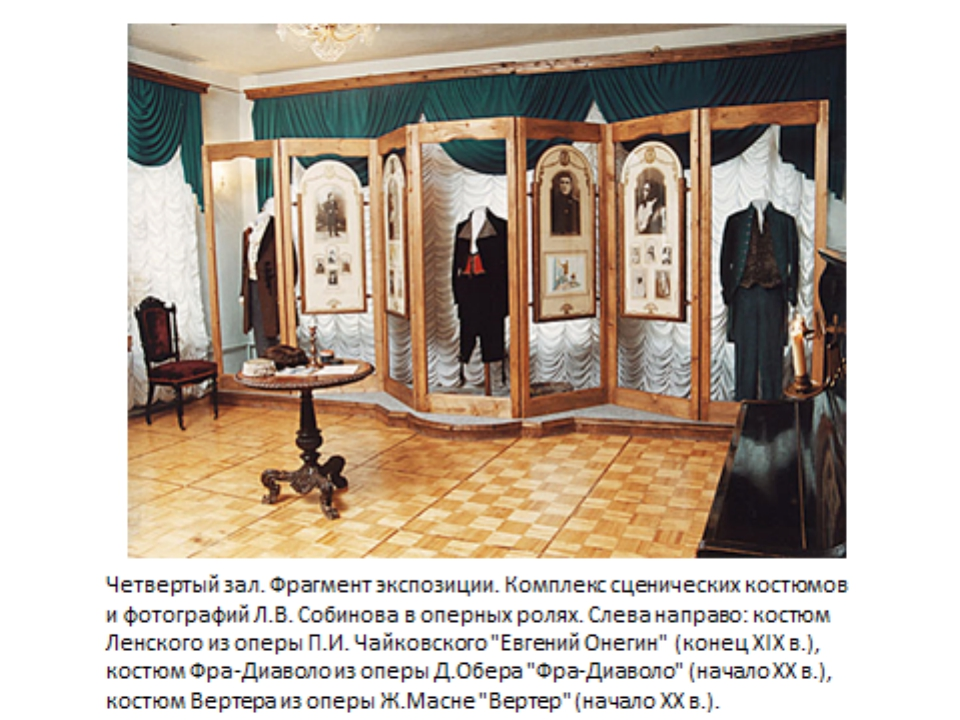 Четвертый зал. Фрагмент экспозиции. Комплекс сценических костюмов
и фотографий Л.В. Собинова в оперных ролях. Слева направо: костюм
Ленского из оперы П.И. Чайковского "Евгений Онегин" (конец XIX в.),
костюм Фра-Диаволо из оперы Д.Обера "Фра-Диаволо" (начало XX в.),
костюм Вертера из оперы Ж.Масне "Вертер" (начало XX в.).